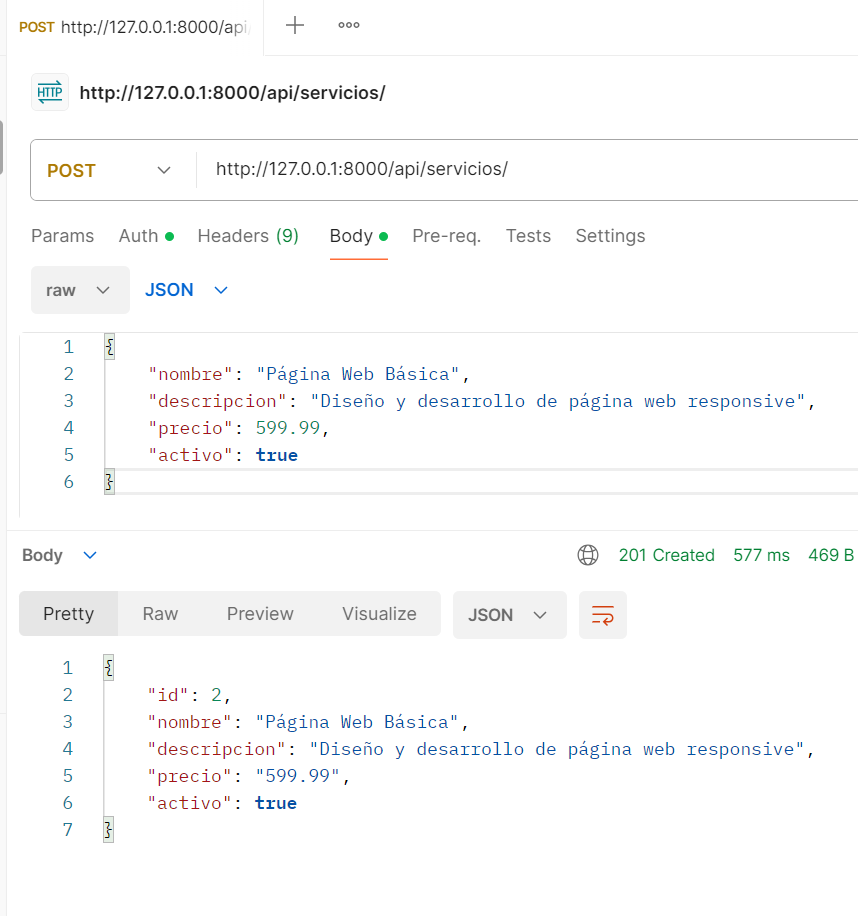 POST http://127.0.0.1:8000/api/
HTTP http://127.0.0.1:8000/api/servicios/
POST http://127.0.0.1:8000/api/servicios/
Params Auth Headers (9) Body Pre-req. Tests Settings
raw JSON
1 {
2 "nombre": "Página Web Básica",
3 "descripcion": "Diseño y desarrollo de página web responsive",
4 "precio": 599.99,
5 "activo": true
6 }
Body 201 Created 577 ms 469 B
Pretty Raw Preview Visualize JSON
1 {
2 "id": 2,
3 "nombre": "Página Web Básica",
4 "descripcion": "Diseño y desarrollo de página web responsive",
5 "precio": "599.99",
6 "activo": true
7 }